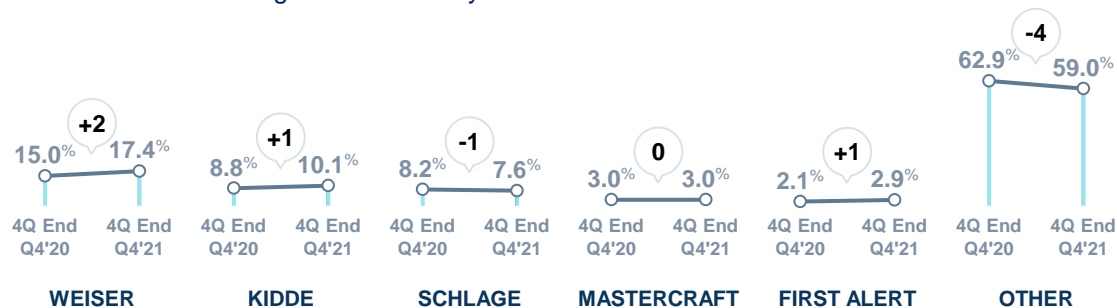 +2
15.0%
17.4%
4Q End
Q4'20
4Q End
Q4'21
WEISER
+1
8.8%
10.1%
4Q End
Q4'20
4Q End
Q4'21
KIDDE
-1
8.2%
7.6%
4Q End
Q4'20
4Q End
Q4'21
SCHLAGE
0
3.0%
3.0%
4Q End
Q4'20
4Q End
Q4'21
MASTERCRAFT
+1
2.1%
2.9%
4Q End
Q4'20
4Q End
Q4'21
FIRST ALERT
-4
62.9%
59.0%
4Q End
Q4'20
4Q End
Q4'21
OTHER